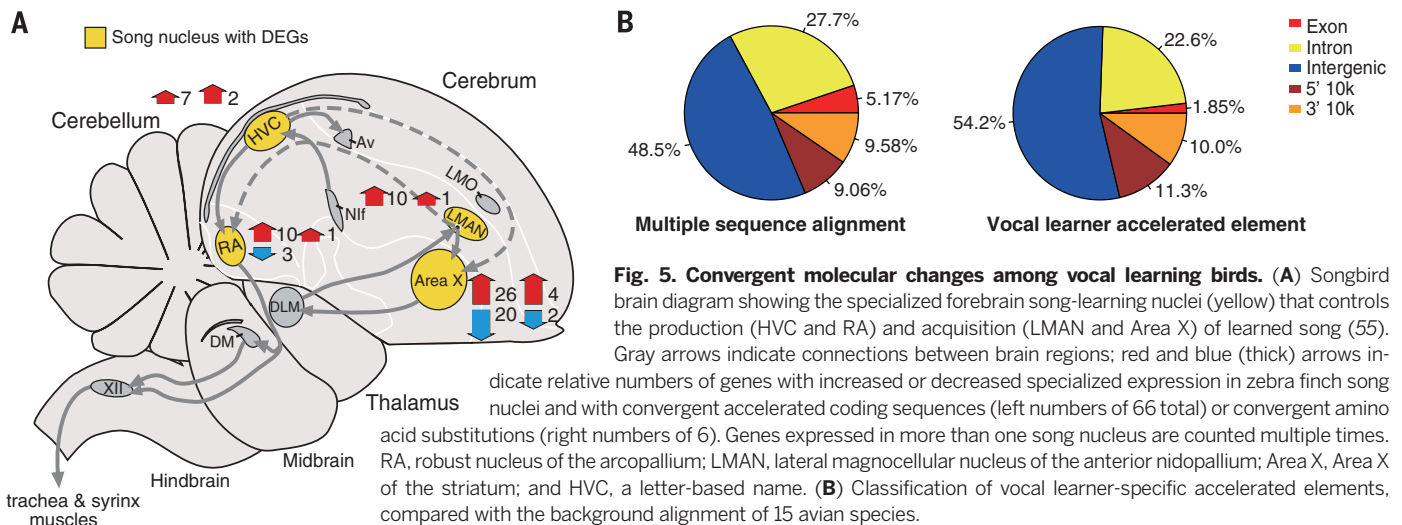 A
Song nucleus with DEGs
Cerebrum
7 2
Cerebellum
HVC
Av
LMO
NIf
10 1
LMAN
RA
10 1
3
Area X
26 4
20 2
DLM
DM
XII
Thalamus
Midbrain
Hindbrain
trachea & syrinx
muscles
B
27.7%
5.17%
9.58%
9.06%
48.5%
Multiple sequence alignment
22.6%
1.85%
10.0%
11.3%
54.2%
Vocal learner accelerated element
Exon
Intron
Intergenic
5' 10k
3' 10k
Fig. 5. Convergent molecular changes among vocal learning birds. (A) Songbird
brain diagram showing the specialized forebrain song-learning nuclei (yellow) that controls
the production (HVC and RA) and acquisition (LMAN and Area X) of learned song (55).
Gray arrows indicate connections between brain regions; red and blue (thick) arrows in-
dicate relative numbers of genes with increased or decreased specialized expression in zebra finch song
nuclei and with convergent accelerated coding sequences (left numbers of 66 total) or convergent amino
acid substitutions (right numbers of 6). Genes expressed in more than one song nucleus are counted multiple times.
RA, robust nucleus of the arcopallium; LMAN, lateral magnocellular nucleus of the anterior nidopallium; Area X, Area X
of the striatum; and HVC, a letter-based name. (B) Classification of vocal learner-specific accelerated elements,
compared with the background alignment of 15 avian species.